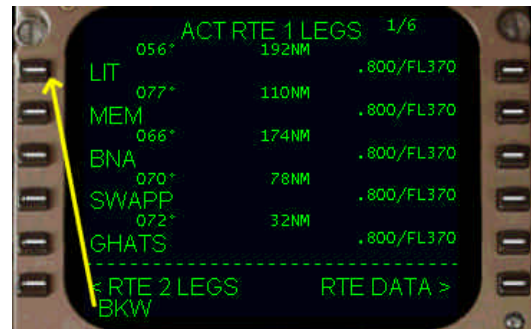 ACT RTE 1 LEGS 1/6
056° 192NM
LIT .800/FL370
077° 110NM
MEM .800/FL370
066° 174NM
BNA .800/FL370
070° 78NM
SWAPP .800/FL370
072° 32NM
GHATS .800/FL370
< RTE 2 LEGS RTE DATA >
BKW